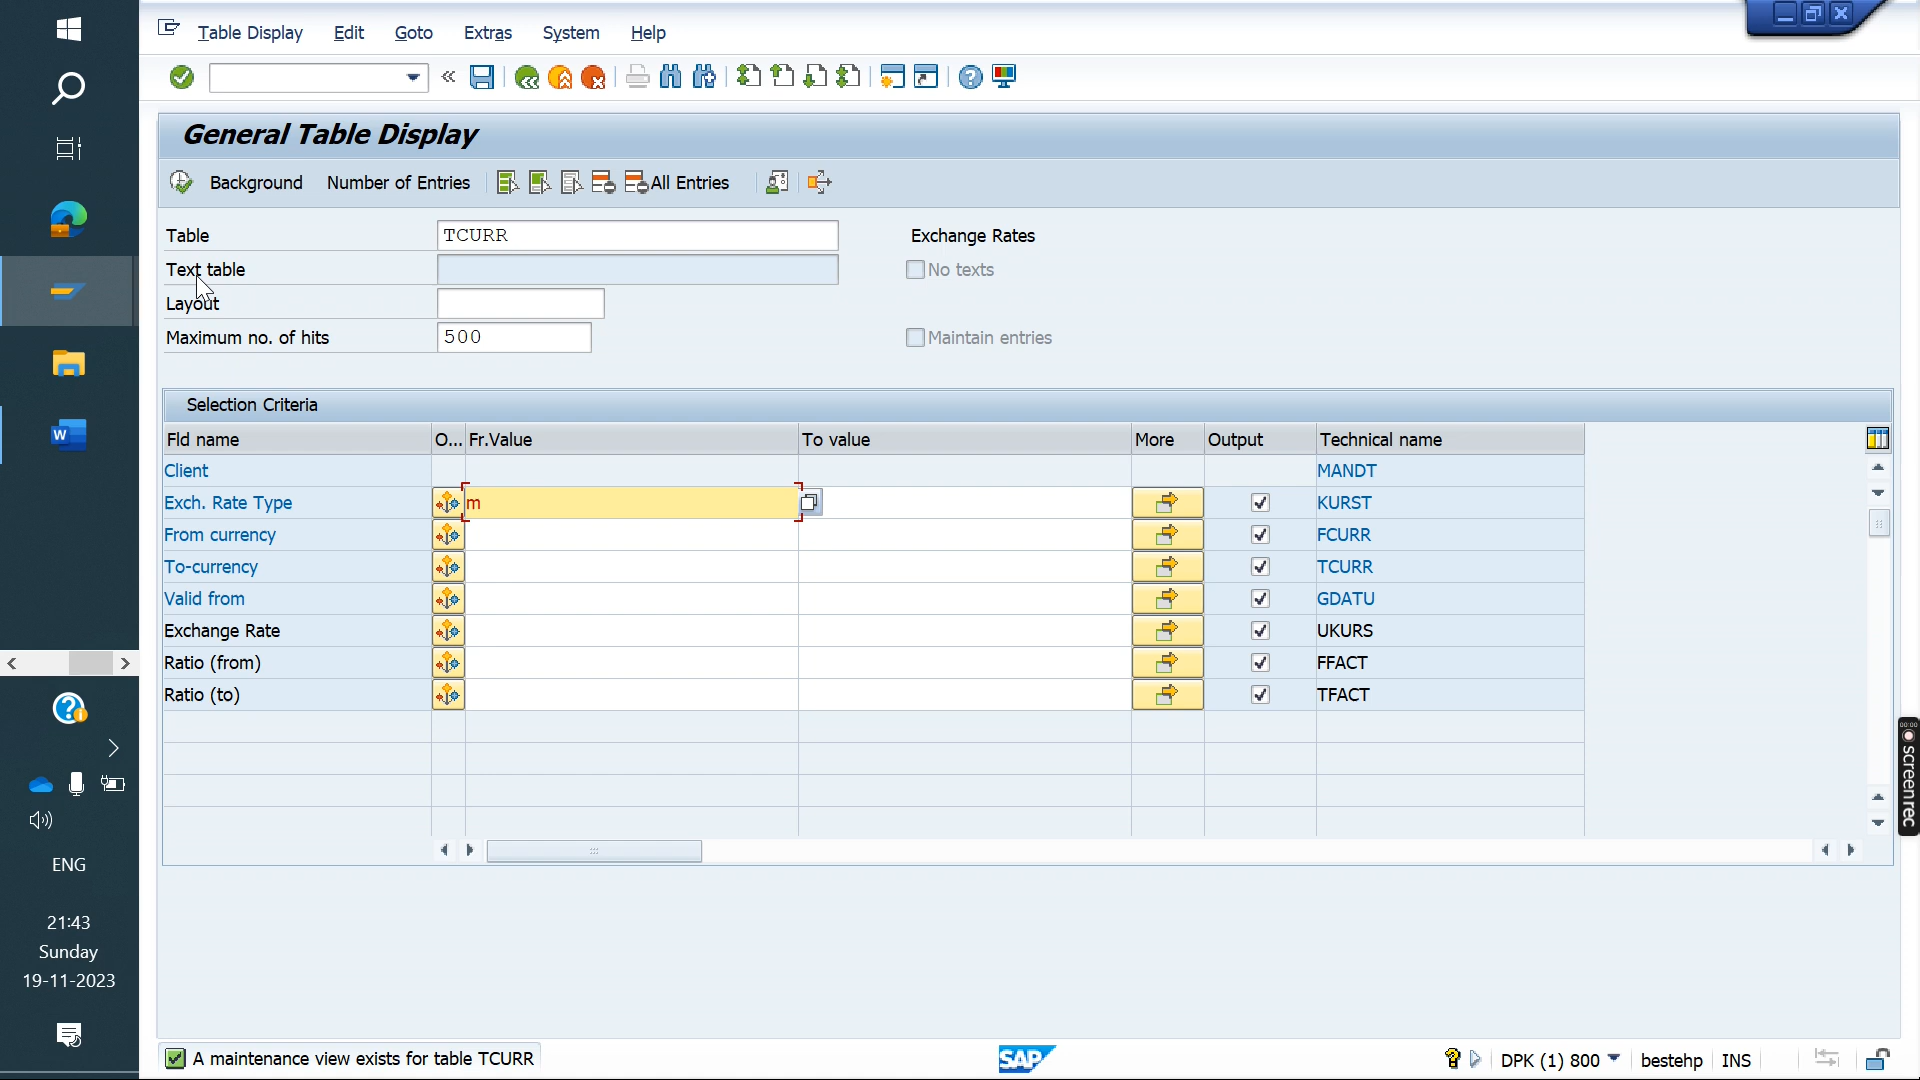 Table Display Edit Goto Extras System Help
General Table Display
Background Number of Entries All Entries
Table TCURR Exchange Rates
Text table No texts
Layout
Maximum no. of hits 500 Maintain entries
Selection Criteria
Fld name O... Fr.Value To value More Output Technical name
Client MANDT
Exch. Rate Type m KURST
From currency FCURR
To-currency TCURR
Valid from GDATU
Exchange Rate UKURS
Ratio (from) FFACT
Ratio (to) TFACT
W
ENG
21:43
Sunday
19-11-2023
00:00
screenrec
A maintenance view exists for table TCURR SAP DPK (1) 800 bestehp INS